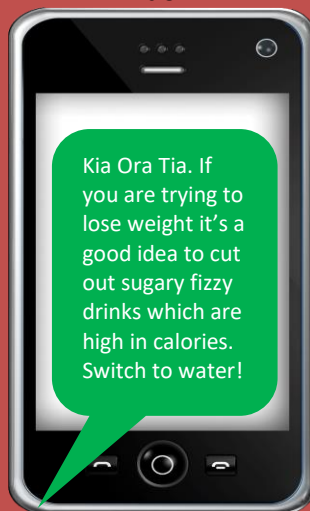 Kia Ora Tia. If
you are trying to
lose weight it's a
good idea to cut
out sugary fizzy
drinks which are
high in calories.
Switch to water!